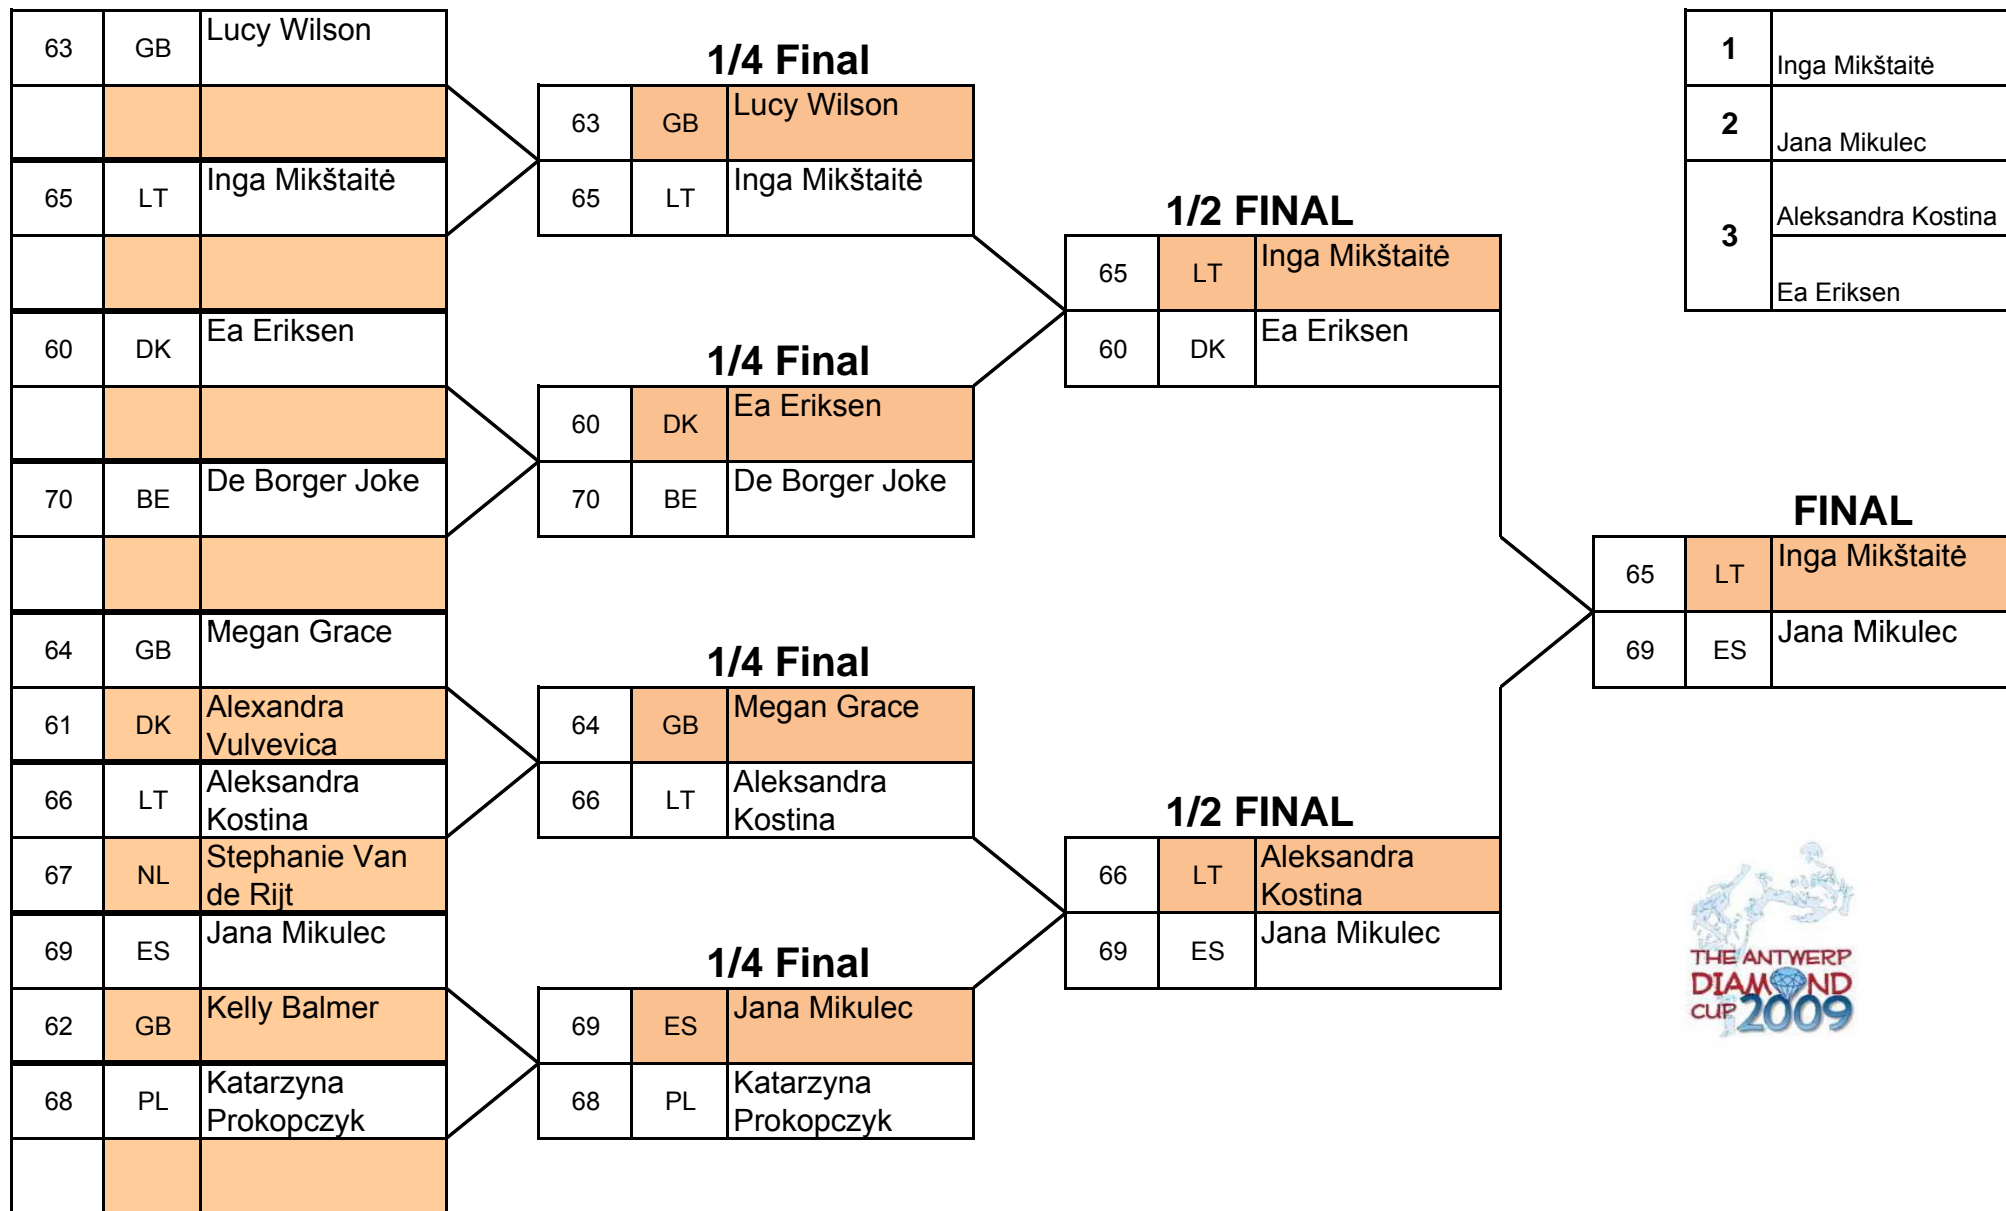 63 GB Lucy Wilson
65 LT Inga Mikštaitė
60 DK Ea Eriksen
70 BE De Borger Joke
64 GB Megan Grace
61 DK Alexandra
Vulvevica
66 LT Aleksandra
Kostina
67 NL Stephanie Van
de Rijt
69 ES Jana Mikulec
62 GB Kelly Balmer
68 PL Katarzyna
Prokopczyk
1/4 Final
63 GB Lucy Wilson
65 LT Inga Mikštaitė
1/4 Final
60 DK Ea Eriksen
70 BE De Borger Joke
1/4 Final
64 GB Megan Grace
66 LT Aleksandra
Kostina
1/4 Final
69 ES Jana Mikulec
68 PL Katarzyna
Prokopczyk
1/2 FINAL
65 LT Inga Mikštaitė
60 DK Ea Eriksen
1/2 FINAL
66 LT Aleksandra
Kostina
69 ES Jana Mikulec
FINAL
65 LT Inga Mikštaitė
69 ES Jana Mikulec
1 Inga Mikštaitė
2 Jana Mikulec
3 Aleksandra Kostina
Ea Eriksen
THE ANTWERP
DIAMOND
CUP 2009